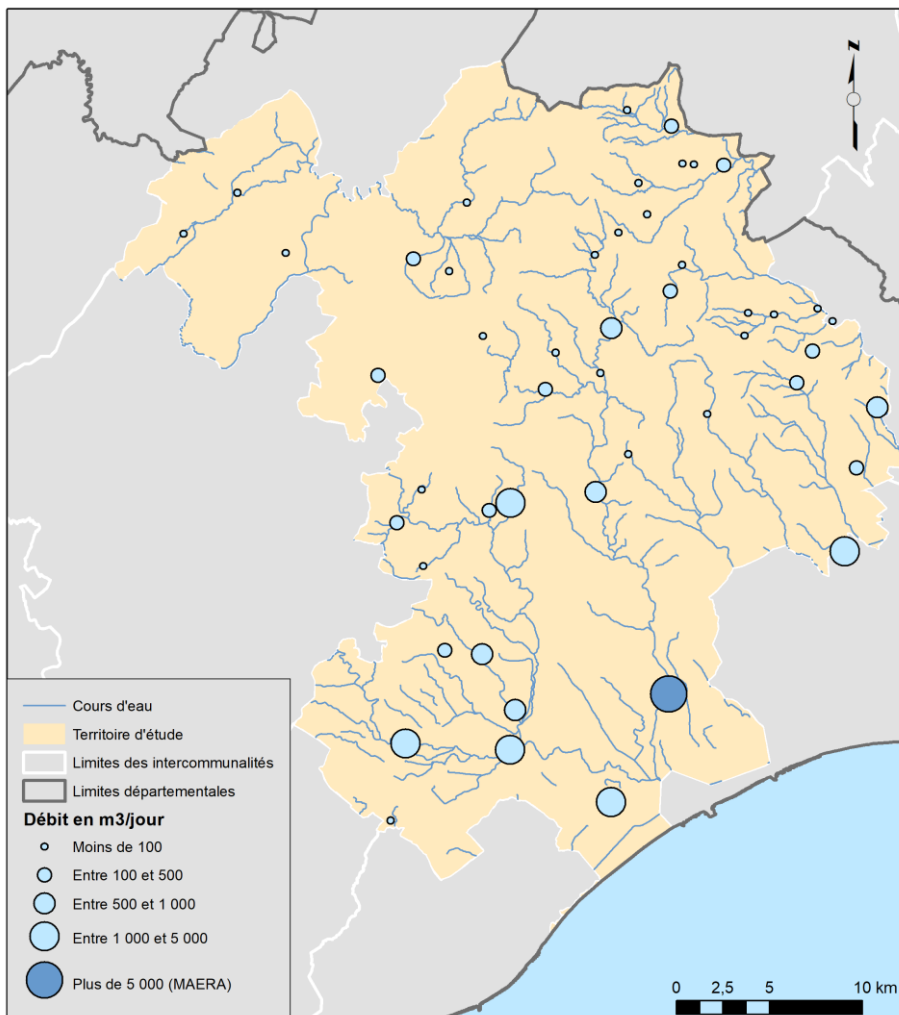 z
Cours d'eau
Territoire d'étude
Limites des intercommunalités
Limites départementales
Débit en m3/jour
Moins de 100
Entre 100 et 500
Entre 500 et 1 000
Entre 1 000 et 5 000
Plus de 5 000 (MAERA)
0 2,5 5 10 km